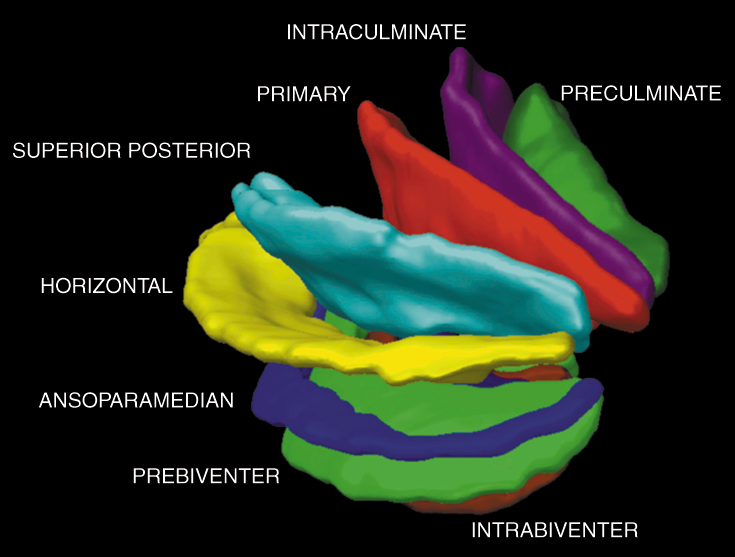 INTRACULMINATE
PRIMARY
PRECULMINATE
SUPERIOR POSTERIOR
HORIZONTAL
ANSOPARAMEDIAN
PREBIVENTER
INTRABIVENTER